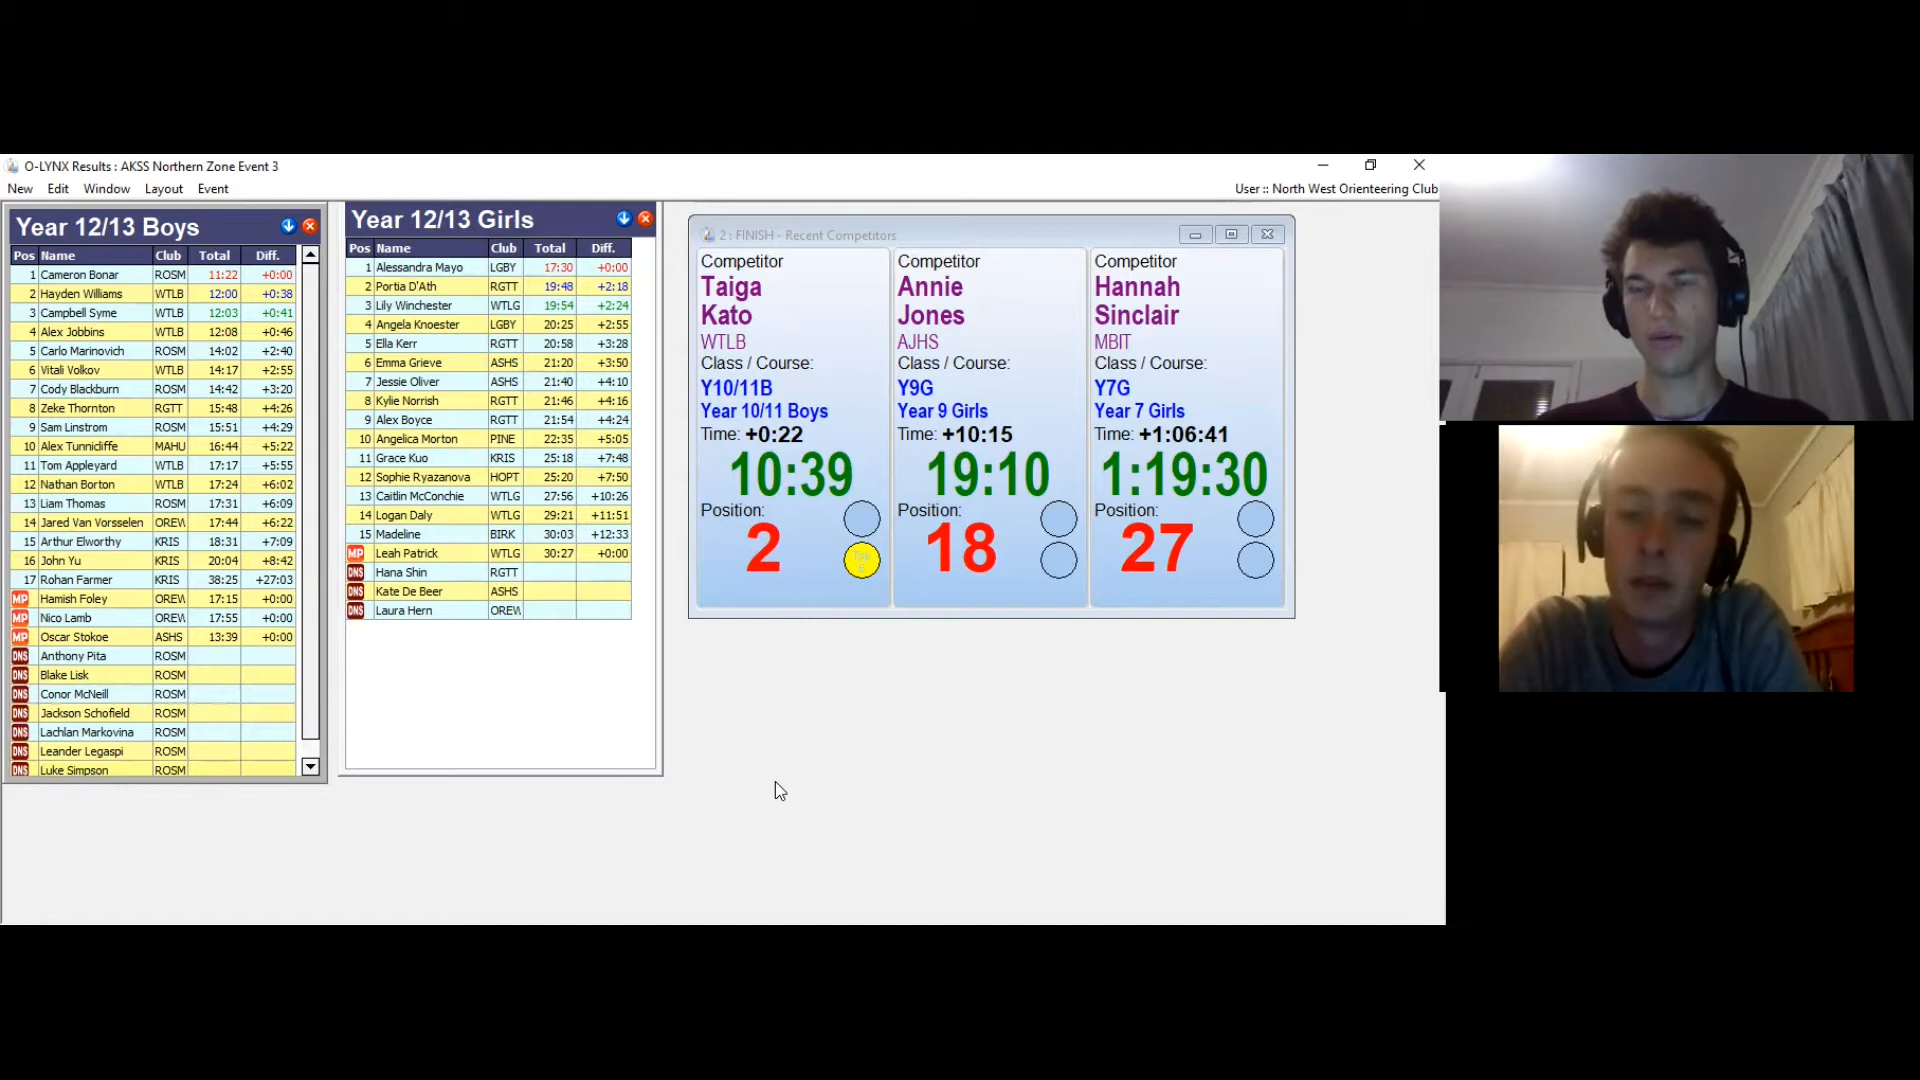 O-LYNX Results : AKSS Northern Zone Event 3
New Edit Window Layout Event
User :: North West Orienteering Club
Year 12/13 Boys
Pos Name Club Total Diff.
1 Cameron Bonar ROSM 11:22 +0:00
2 Hayden Williams WTLB 12:00 +0:38
3 Campbell Syme WTLB 12:03 +0:41
4 Alex Jobbins WTLB 12:08 +0:46
5 Carlo Marinovich ROSM 14:02 +2:40
6 Vitali Volkov WTLB 14:17 +2:55
7 Cody Blackburn ROSM 14:42 +3:20
8 Zeke Thornton RGTT 15:48 +4:26
9 Sam Linstrom ROSM 15:51 +4:29
10 Alex Tunnicliffe MAHU 16:44 +5:22
11 Tom Appleyard WTLB 17:17 +5:55
12 Nathan Borton WTLB 17:24 +6:02
13 Liam Thomas ROSM 17:31 +6:09
14 Jared Van Vorsselen OREW 17:44 +6:22
15 Arthur Elworthy KRIS 18:31 +7:09
16 John Yu KRIS 20:04 +8:42
17 Rohan Farmer KRIS 38:25 +27:03
MP Hamish Foley OREW 17:15 +0:00
MP Nico Lamb OREW 17:55 +0:00
MP Oscar Stokoe ASHS 13:39 +0:00
DNS Anthony Pita ROSM
DNS Blake Lisk ROSM
DNS Conor McNeill ROSM
DNS Jackson Schofield ROSM
DNS Lachlan Markovina ROSM
DNS Leander Legaspi ROSM
DNS Luke Simpson ROSM
Year 12/13 Girls
Pos Name Club Total Diff.
1 Alessandra Mayo LGBY 17:30 +0:00
2 Portia D'Ath RGTT 19:48 +2:18
3 Lily Winchester WTLG 19:54 +2:24
4 Angela Knoester LGBY 20:25 +2:55
5 Ella Kerr RGTT 20:58 +3:28
6 Emma Grieve ASHS 21:20 +3:50
7 Jessie Oliver ASHS 21:40 +4:10
8 Kylie Norrish RGTT 21:46 +4:16
9 Alex Boyce RGTT 21:54 +4:24
10 Angelica Morton PINE 22:35 +5:05
11 Grace Kuo KRIS 25:18 +7:48
12 Sophie Ryazanova HOPT 25:20 +7:50
13 Caitlin McConchie WTLG 27:56 +10:26
14 Logan Daly WTLG 29:21 +11:51
15 Madeline BIRK 30:03 +12:33
MP Leah Patrick WTLG 30:27 +0:00
DNS Hana Shin RGTT
DNS Kate De Beer ASHS
DNS Laura Hern OREW
2 : FINISH - Recent Competitors
Competitor
Taiga
Kato
WTLB
Class / Course:
Y10/11B
Year 10/11 Boys
Time: +0:22
10:39
Position:
2
Competitor
Annie
Jones
AJHS
Class / Course:
Y9G
Year 9 Girls
Time: +10:15
19:10
Position:
18
Competitor
Hannah
Sinclair
MBIT
Class / Course:
Y7G
Year 7 Girls
Time: +1:06:41
1:19:30
Position:
27